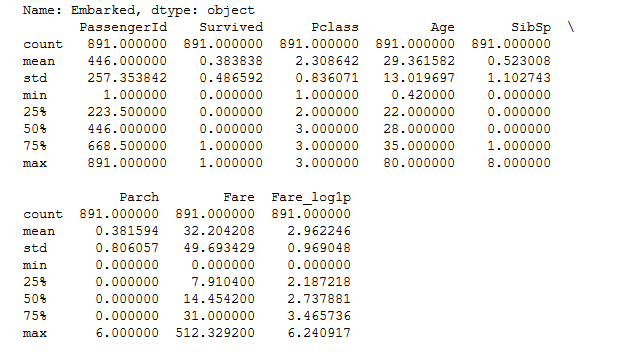 Name: Embarked, dtype: object
PassengerId Survived Pclass Age SibSp \
count 891.000000 891.000000 891.000000 891.000000 891.000000
mean 446.000000 0.383838 2.308642 29.361582 0.523008
std 257.353842 0.486592 0.836071 13.019697 1.102743
min 1.000000 0.000000 1.000000 0.420000 0.000000
25% 223.500000 0.000000 2.000000 22.000000 0.000000
50% 446.000000 0.000000 3.000000 28.000000 0.000000
75% 668.500000 1.000000 3.000000 35.000000 1.000000
max 891.000000 1.000000 3.000000 80.000000 8.000000
Parch Fare Fare_log1p
count 891.000000 891.000000 891.000000
mean 0.381594 32.204208 2.962246
std 0.806057 49.693429 0.969048
min 0.000000 0.000000 0.000000
25% 0.000000 7.910400 2.187218
50% 0.000000 14.454200 2.737881
75% 0.000000 31.000000 3.465736
max 6.000000 512.329200 6.240917